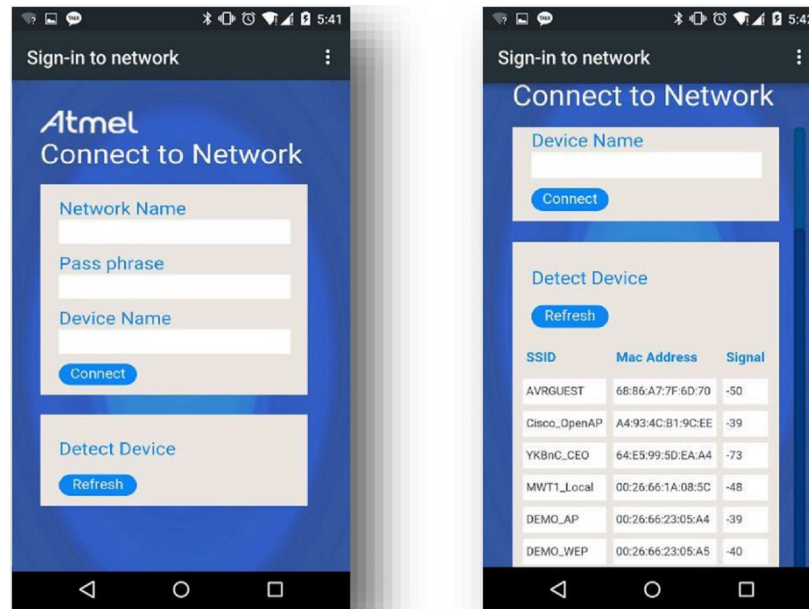 TALK
5:41
Sign-in to network
Atmel
Connect to Network
Network Name
Pass phrase
Device Name
Connect
Detect Device
Refresh
TALK
5:42
Sign-in to network
Connect to Network
Device Name
Connect
Detect Device
Refresh
SSID Mac Address Signal
AVRGUEST 68:86:A7:7F:6D:70 -50
Cisco_OpenAP A4:93:4C:B1:9C:EE -39
YKBnC_CEO 64:E5:99:5D:EA:A4 -73
MWT1_Local 00:26:66:1A:08:5C -48
DEMO_AP 00:26:66:23:05:A4 -39
DEMO_WEP 00:26:66:23:05:A5 -40